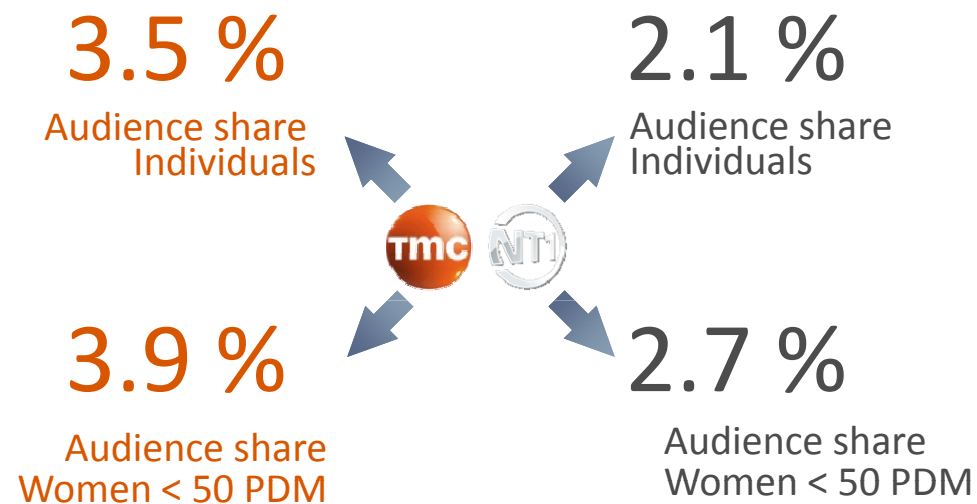 3.5 %
Audience share
Individuals
2.1 %
Audience share
Individuals
TMC
NT1
3.9 %
Audience share
Women < 50 PDM
2.7 %
Audience share
Women < 50 PDM